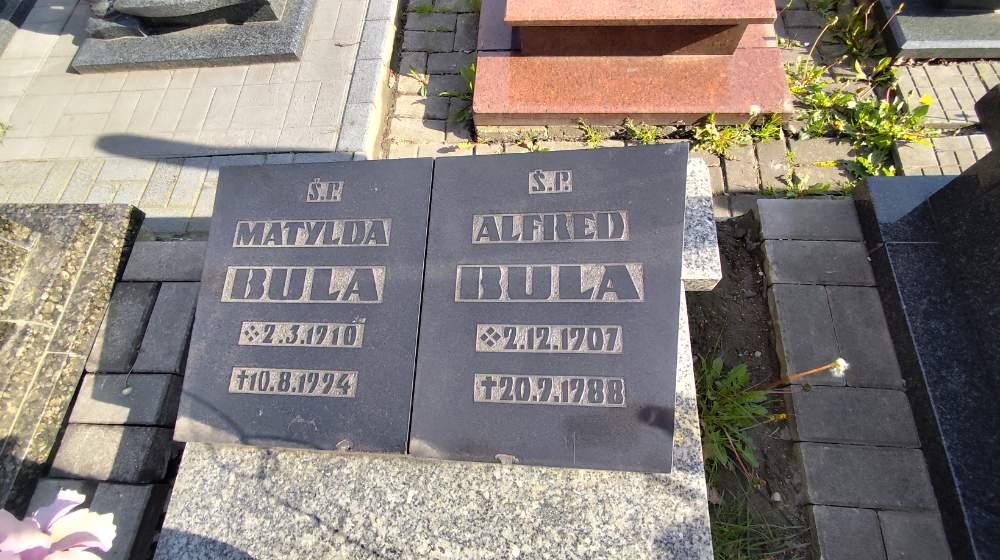 Ś.P.
MATYLDA
BULA
❖2.3.1910
✝10.8.1994
Ś.P.
ALFRED
BULA
❖2.12.1907
✝20.9.1988